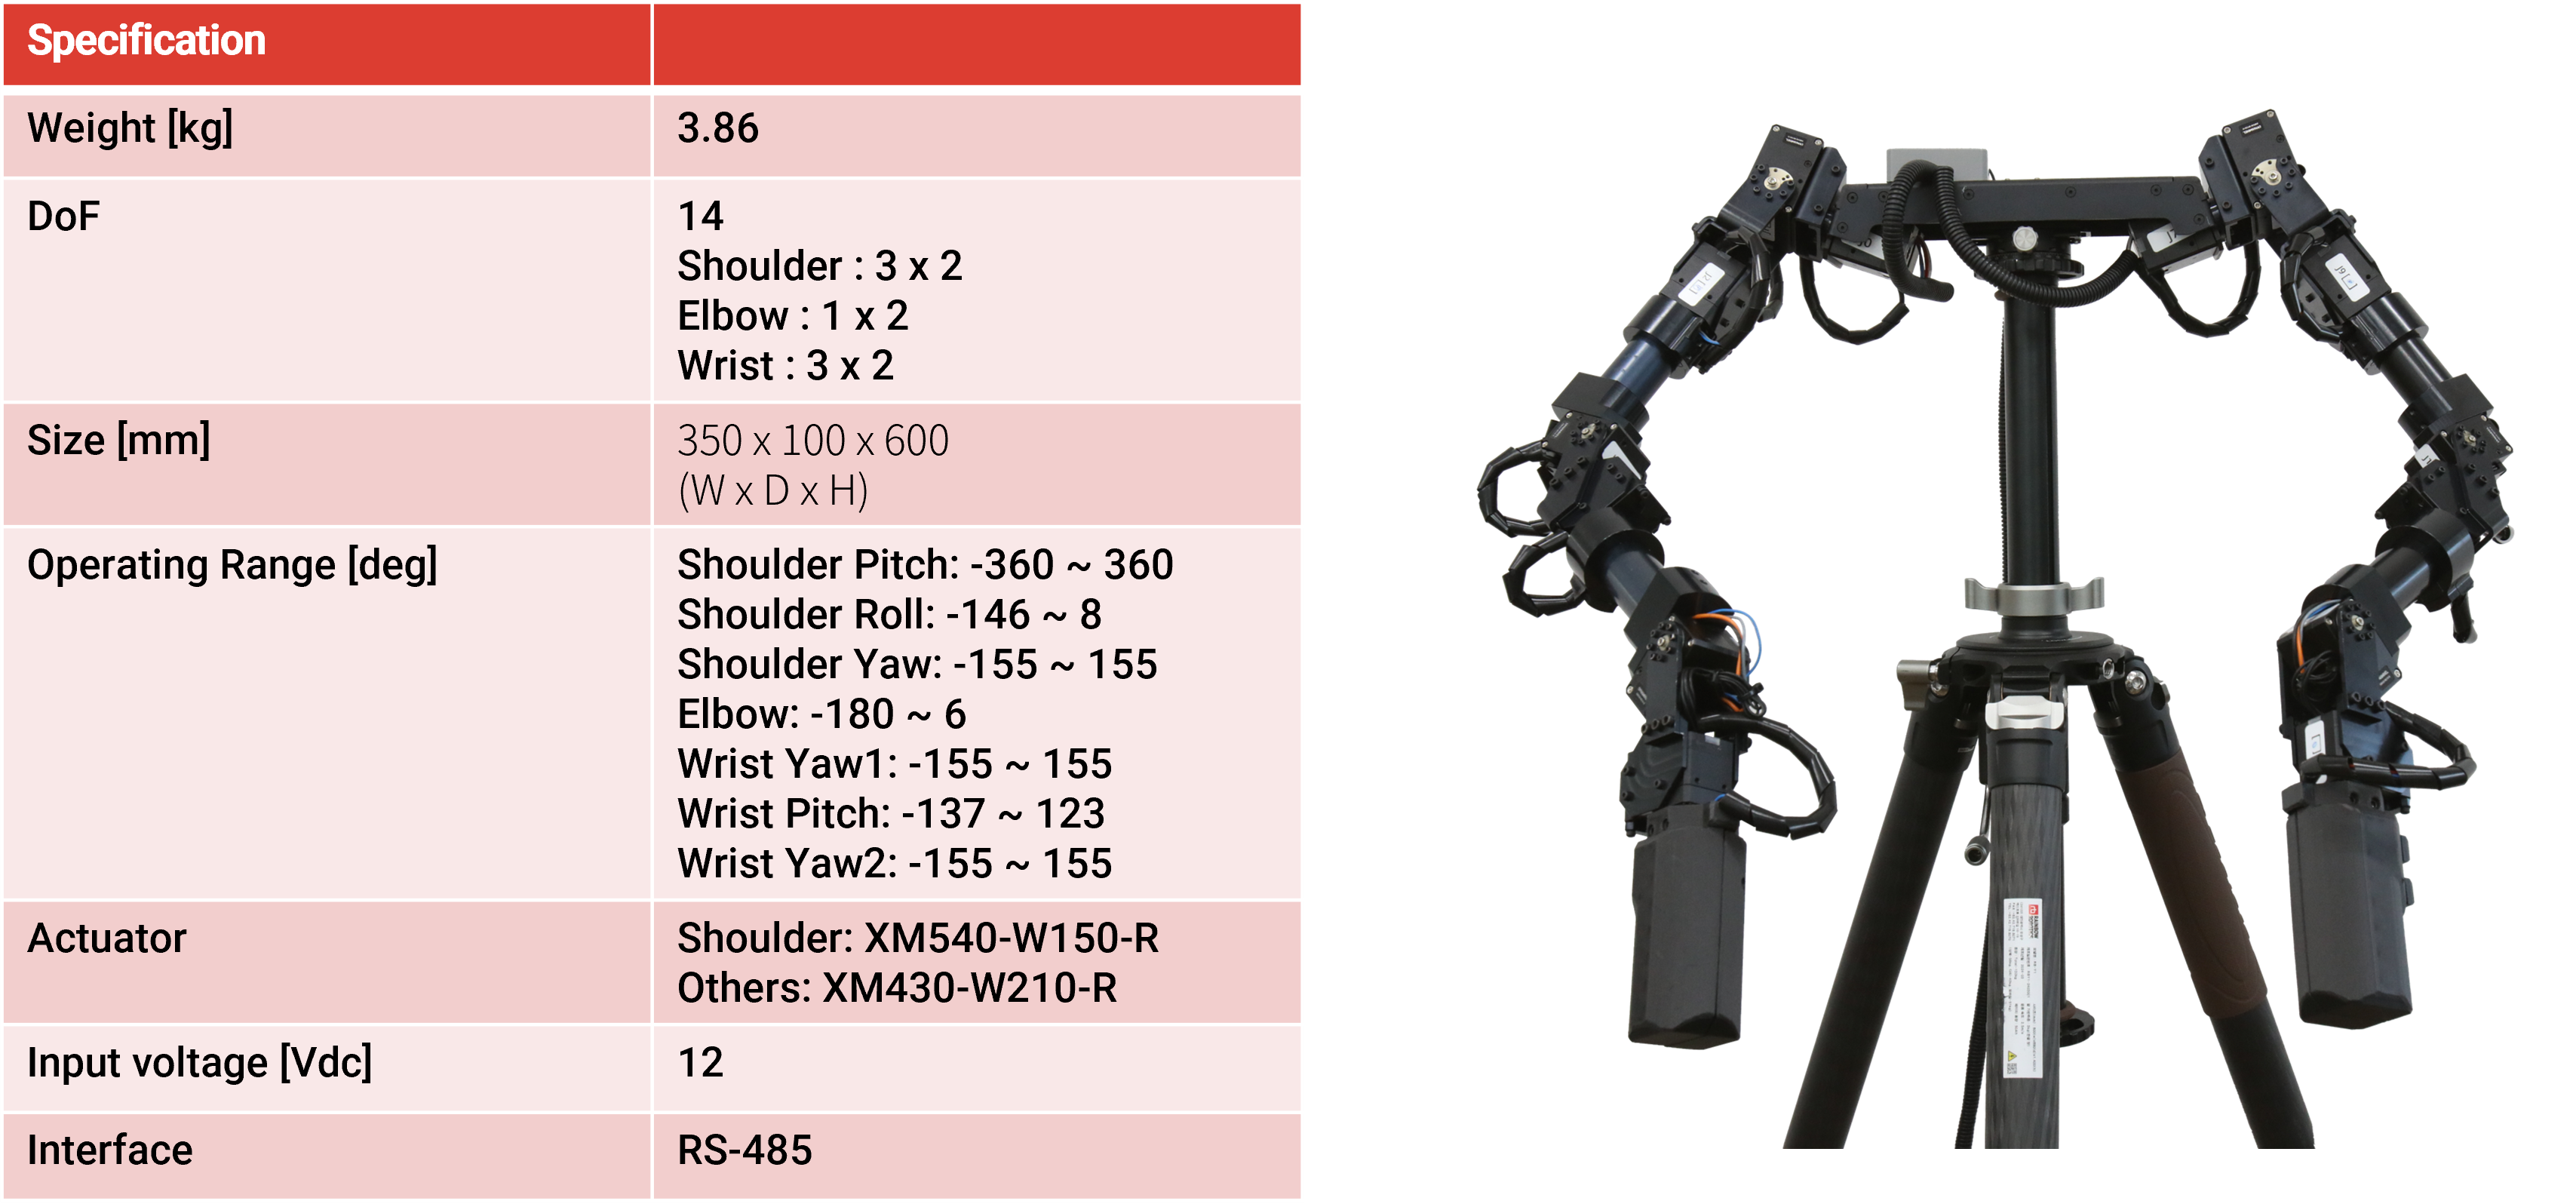 Specification
Weight [kg]
3.86
DoF
14
Shoulder : 3 x 2
Elbow : 1 x 2
Wrist : 3 x 2
Size [mm]
350 x 100 x 600
(W x D x H)
Operating Range [deg]
Shoulder Pitch: -360 ~ 360
Shoulder Roll: -146 ~ 8
Shoulder Yaw: -155 ~ 155
Elbow: -180 ~ 6
Wrist Yaw1: -155 ~ 155
Wrist Pitch: -137 ~ 123
Wrist Yaw2: -155 ~ 155
Actuator
Shoulder: XM540-W150-R
Others: XM430-W210-R
Input voltage [Vdc]
12
Interface
RS-485
J9
RAINBOW